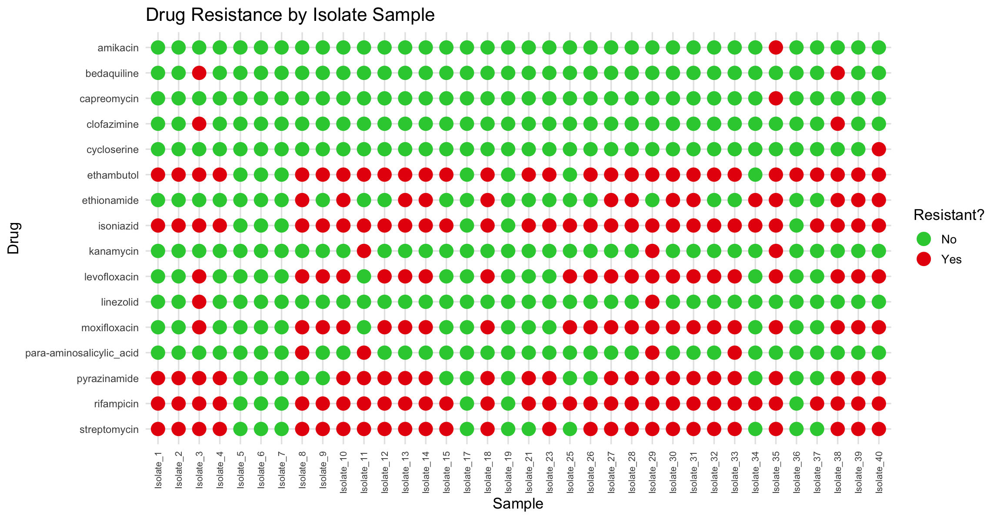 Drug Resistance by Isolate Sample
Drug
amikacin
bedaquiline
capreomycin
clofazimine
cycloserine
ethambutol
ethionamide
isoniazid
kanamycin
levofloxacin
linezolid
moxifloxacin
para-aminosalicylic_acid
pyrazinamide
rifampicin
streptomycin
Isolate_1
Isolate_2
Isolate_3
Isolate_4
Isolate_5
Isolate_6
Isolate_7
Isolate_8
Isolate_9
Isolate_10
Isolate_11
Isolate_12
Isolate_13
Isolate_14
Isolate_15
Isolate_17
Isolate_18
Isolate_19
Isolate_21
Isolate_23
Isolate_25
Isolate_26
Isolate_27
Isolate_28
Isolate_29
Isolate_30
Isolate_31
Isolate_32
Isolate_33
Isolate_34
Isolate_35
Isolate_36
Isolate_37
Isolate_38
Isolate_39
Isolate_40
Sample
Resistant?
No
Yes